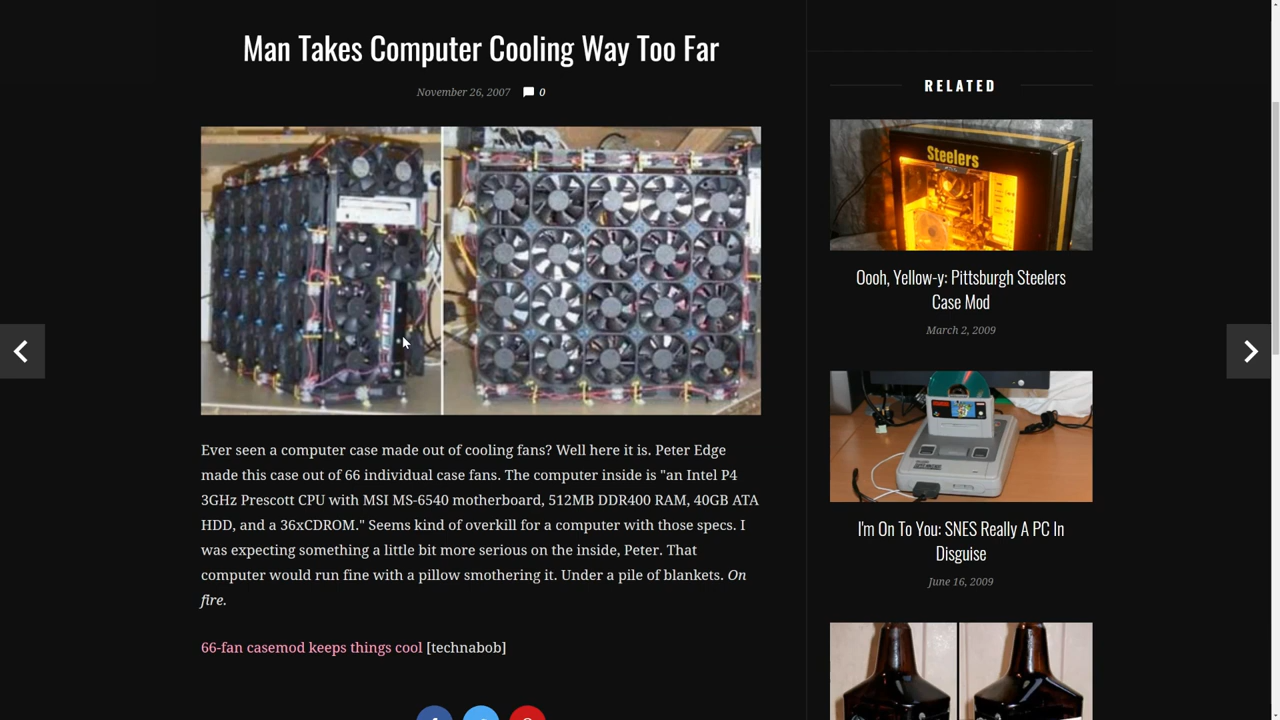 Man Takes Computer Cooling Way Too Far
November 26, 2007 0
Ever seen a computer case made out of cooling fans? Well here it is. Peter Edge
made this case out of 66 individual case fans. The computer inside is "an Intel P4
3GHz Prescott CPU with MSI MS-6540 motherboard, 512MB DDR400 RAM, 40GB ATA
HDD, and a 36xCDROM." Seems kind of overkill for a computer with those specs. I
was expecting something a little bit more serious on the inside, Peter. That
computer would run fine with a pillow smothering it. Under a pile of blankets. On
fire.
66-fan casemod keeps things cool [technabob]
RELATED
Steelers
Oooh, Yellow-y: Pittsburgh Steelers
Case Mod
March 2, 2009
I'm On To You: SNES Really A PC In
Disguise
June 16, 2009